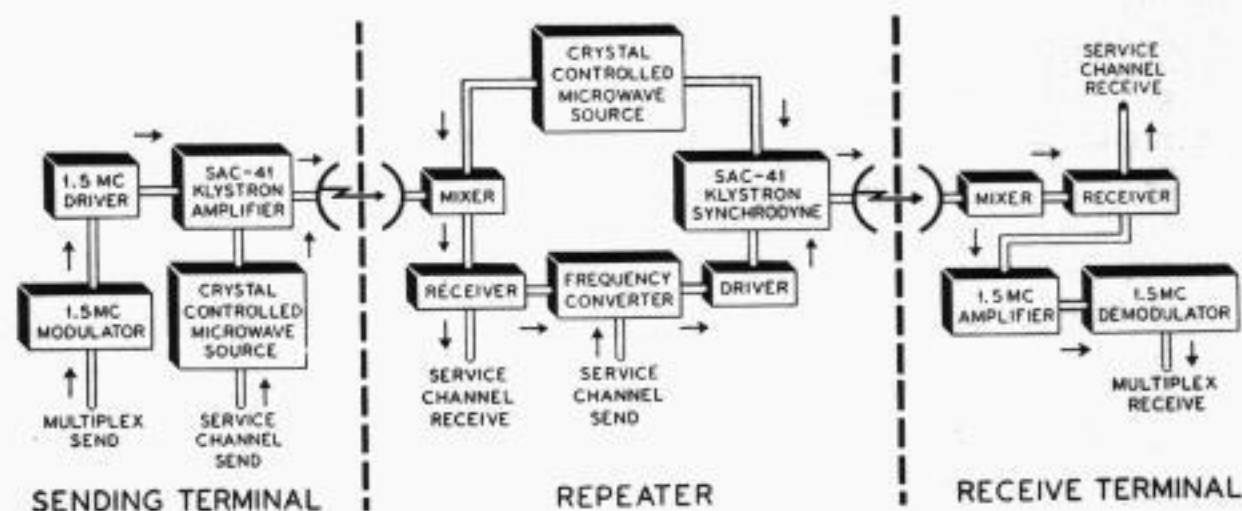 1.5 MC
DRIVER
SAC-41
KLYSTRON
AMPLIFIER
1.5 MC
MODULATOR
CRYSTAL
CONTROLLED
MICROWAVE
SOURCE
MULTIPLEX
SEND
SERVICE
CHANNEL
SEND
SENDING TERMINAL
CRYSTAL
CONTROLLED
MICROWAVE
SOURCE
MIXER
SAC-41
KLYSTRON
SYNCHRODYNE
RECEIVER
FREQUENCY
CONVERTER
DRIVER
SERVICE
CHANNEL
RECEIVE
SERVICE
CHANNEL
SEND
REPEATER
SERVICE
CHANNEL
RECEIVE
MIXER
RECEIVER
1.5 MC
AMPLIFIER
1.5 MC
DEMODULATOR
MULTIPLEX
RECEIVE
RECEIVE TERMINAL